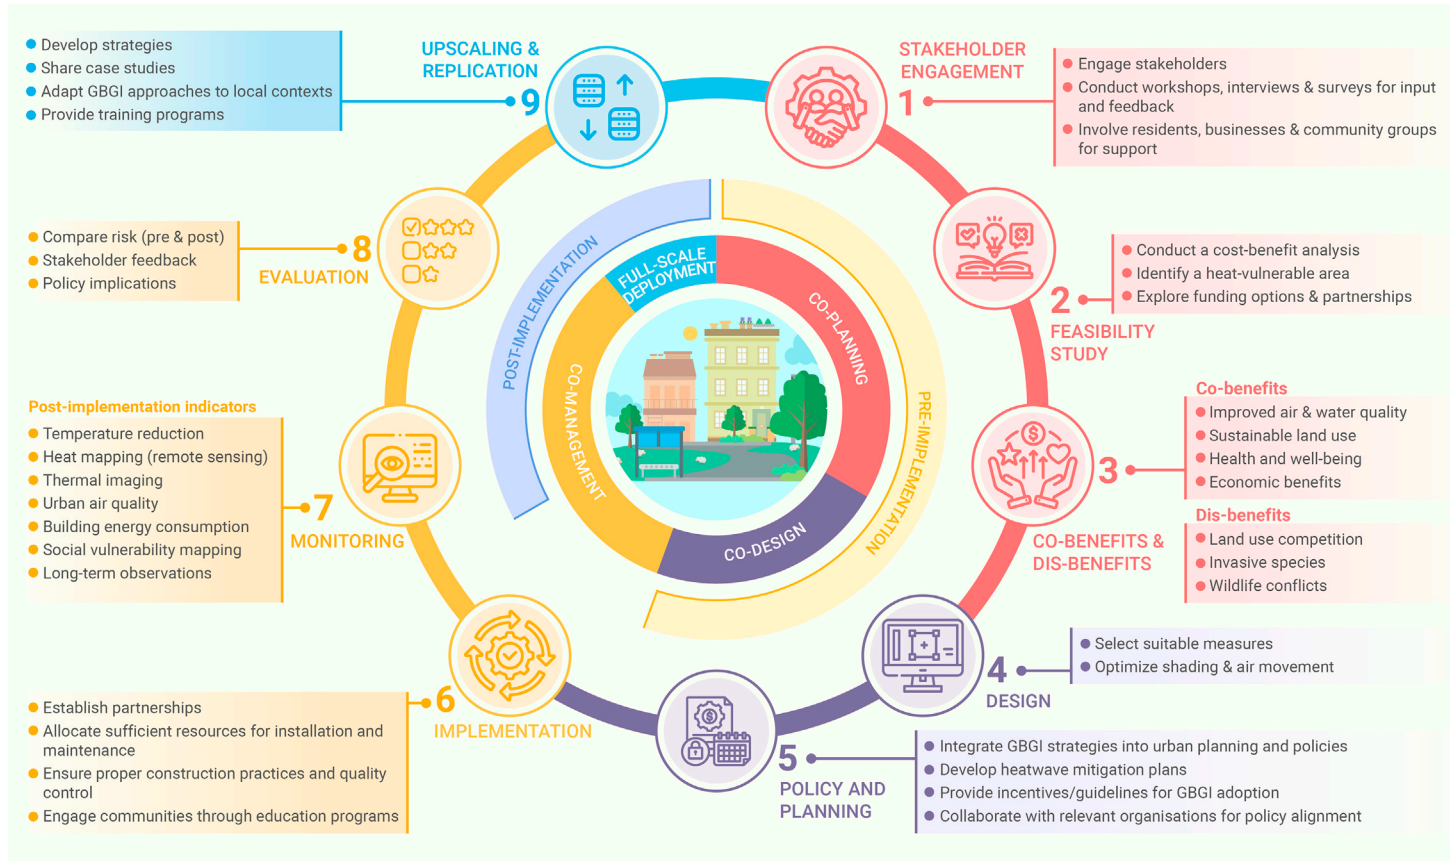 UPSCALING &
REPLICATION
9
Develop strategies
Share case studies
Adapt GBGI approaches to local contexts
Provide training programs
STAKEHOLDER
ENGAGEMENT
1
Engage stakeholders
Conduct workshops, interviews & surveys for input
and feedback
Involve residents, businesses & community groups
for support
2
FEASIBILITY
STUDY
Conduct a cost-benefit analysis
Identify a heat-vulnerable area
Explore funding options & partnerships
3
CO-BENEFITS &
DIS-BENEFITS
Co-benefits
Improved air & water quality
Sustainable land use
Health and well-being
Economic benefits
Dis-benefits
Land use competition
Invasive species
Wildlife conflicts
4
DESIGN
Select suitable measures
Optimize shading & air movement
5
POLICY AND
PLANNING
Integrate GBGI strategies into urban planning and policies
Develop heatwave mitigation plans
Provide incentives/guidelines for GBGI adoption
Collaborate with relevant organisations for policy alignment
6
IMPLEMENTATION
Establish partnerships
Allocate sufficient resources for installation and
maintenance
Ensure proper construction practices and quality
control
Engage communities through education programs
7
MONITORING
Post-implementation indicators
Temperature reduction
Heat mapping (remote sensing)
Thermal imaging
Urban air quality
Building energy consumption
Social vulnerability mapping
Long-term observations
8
EVALUATION
Compare risk (pre & post)
Stakeholder feedback
Policy implications
POST-IMPLEMENTATION
PRE-IMPLEMENTATION
FULL-SCALE
DEPLOYMENT
CO-PLANNING
CO-DESIGN
CO-MANAGEMENT